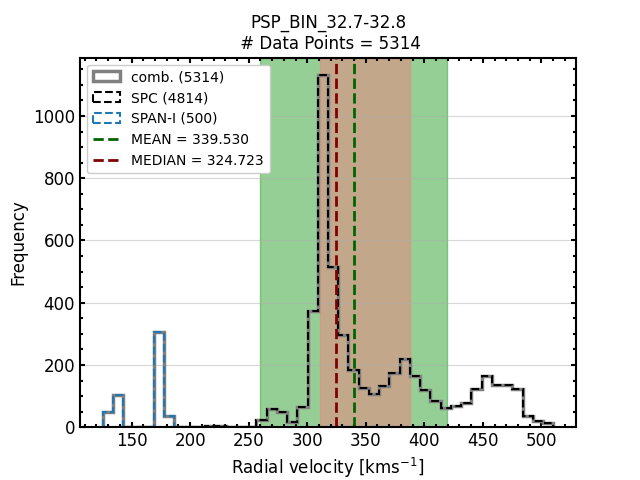 PSP_BIN_32.7-32.8
# Data Points = 5314
comb. (5314)
SPC (4814)
SPAN-I (500)
MEAN = 339.530
MEDIAN = 324.723
Frequency
1000
800
600
400
200
0
150 200 250 300 350 400 450 500
Radial velocity [kms⁻¹]